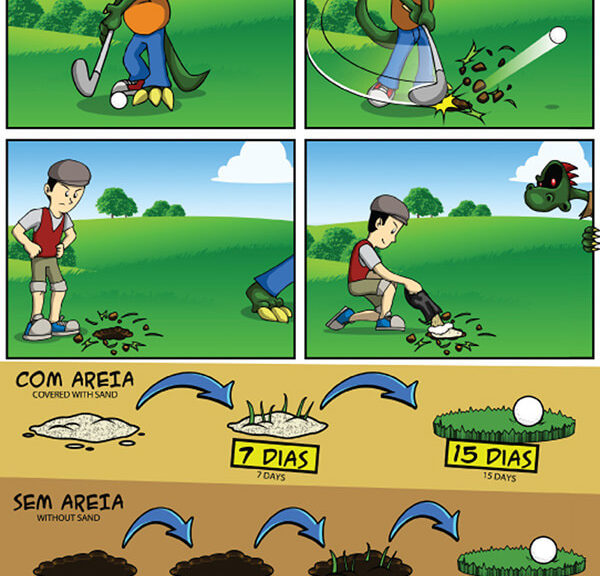 COM AREIA
COVERED WITH SAND
7 DIAS
7 DAYS
15 DIAS
15 DAYS
SEM AREIA
WITHOUT SAND